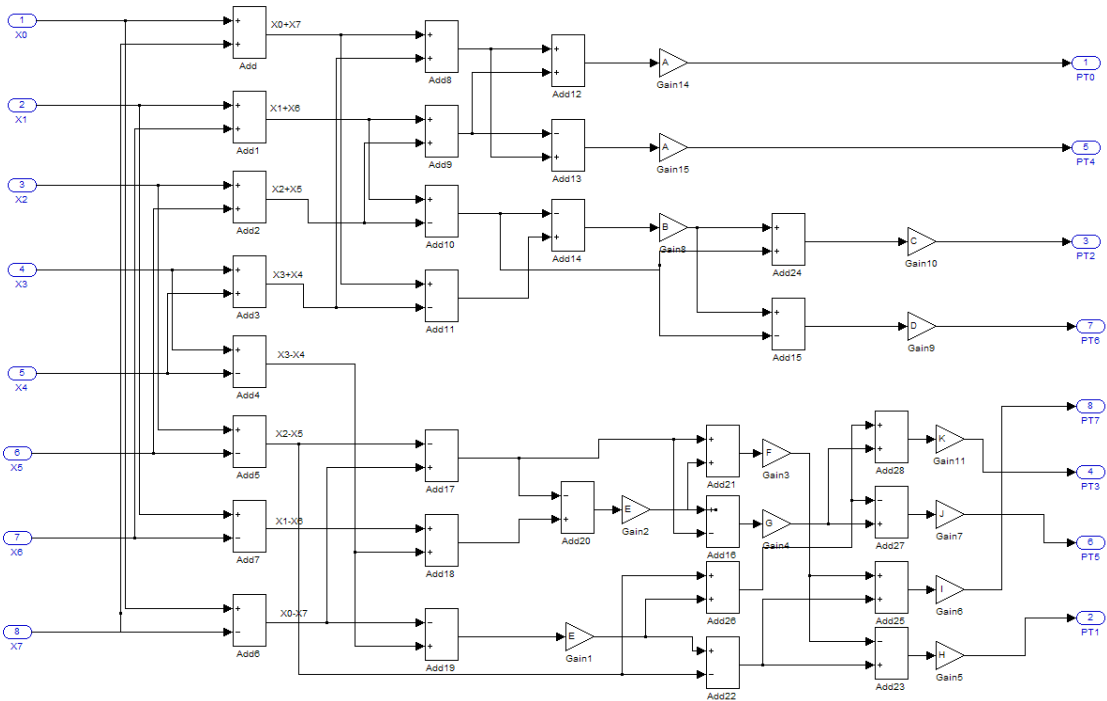 1
X0
2
X1
3
X2
4
X3
5
X4
6
X5
7
X6
8
X7
+
+
Add
X0+X7
+
+
Add1
X1+X6
+
+
Add2
X2+X5
+
+
Add3
X3+X4
+
−
Add4
X3-X4
+
−
Add5
X2-X5
+
−
Add7
X1-X6
+
−
Add6
X0-X7
+
+
Add8
+
+
Add9
+
−
Add10
+
−
Add11
−
+
Add17
+
+
Add18
−
+
Add19
+
+
Add12
−
+
Add13
−
+
Add14
−
+
Add20
A
Gain14
A
Gain15
B
Gain8
E
Gain2
E
Gain1
+
+
Add21
+
−
Add16
+
+
Add26
+
−
Add22
+
+
Add24
+
−
Add15
F
Gain3
G
Gain4
+
+
Add28
−
+
Add27
+
+
Add25
−
+
Add23
C
Gain10
D
Gain9
K
Gain11
J
Gain7
I
Gain6
H
Gain5
1
PT0
5
PT4
3
PT2
7
PT6
8
PT7
4
PT3
6
PT5
2
PT1